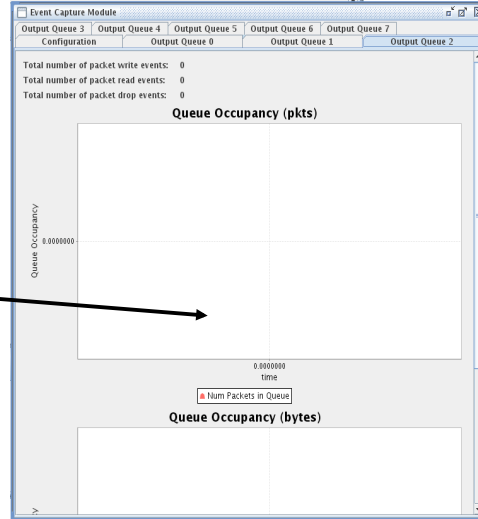 Event Capture Module
Output Queue 3 Output Queue 4 Output Queue 5 Output Queue 6 Output Queue 7
Configuration Output Queue 0 Output Queue 1 Output Queue 2
Total number of packet write events: 0
Total number of packet read events: 0
Total number of packet drop events: 0
Queue Occupancy (pkts)
Queue Occupancy
0.0000000
0.0000000
time
Num Packets in Queue
Queue Occupancy (bytes)